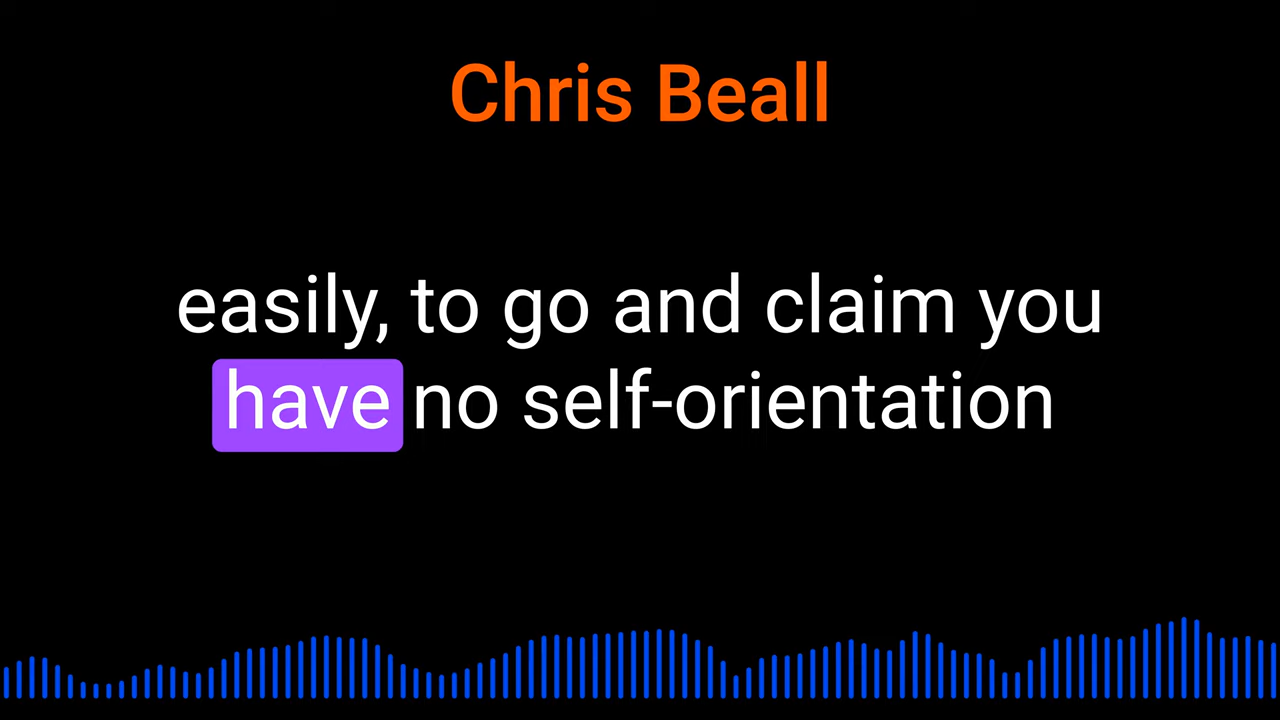 Chris Beall
easily, to go and claim you
have no self-orientation